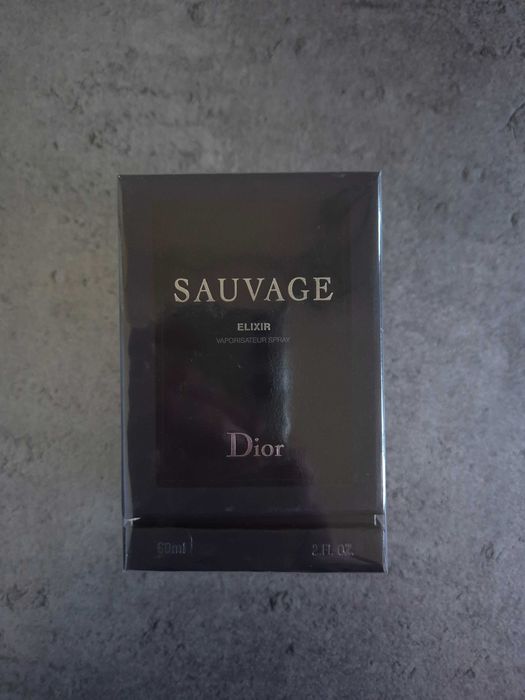 SAUVAGE
ELIXIR
VAPORISATEUR SPRAY
Dior
60ml 2.FL OZ.